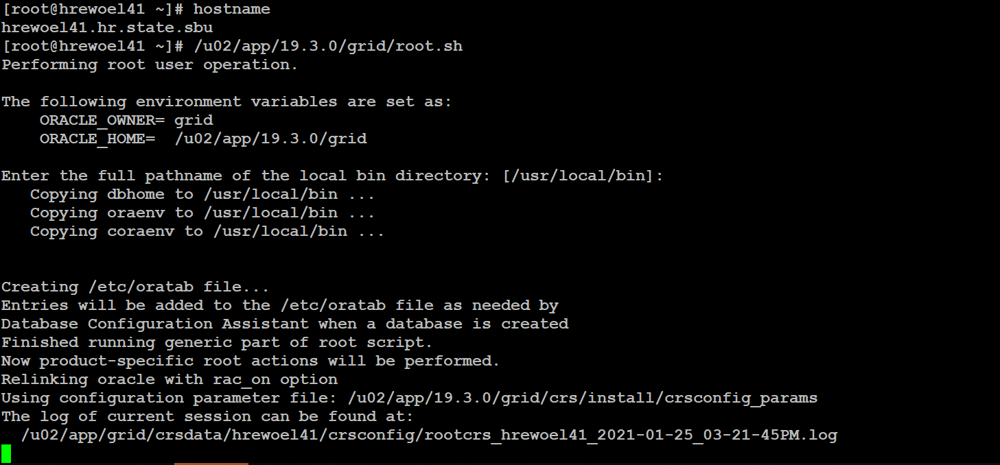 [root@hrewoel41 ~]# hostname
hrewoel41.hr.state.sbu
[root@hrewoel41 ~]# /u02/app/19.3.0/grid/root.sh
Performing root user operation.

The following environment variables are set as:
    ORACLE_OWNER= grid
    ORACLE_HOME=  /u02/app/19.3.0/grid

Enter the full pathname of the local bin directory: [/usr/local/bin]:
   Copying dbhome to /usr/local/bin ...
   Copying oraenv to /usr/local/bin ...
   Copying coraenv to /usr/local/bin ...


Creating /etc/oratab file...
Entries will be added to the /etc/oratab file as needed by
Database Configuration Assistant when a database is created
Finished running generic part of root script.
Now product-specific root actions will be performed.
Relinking oracle with rac_on option
Using configuration parameter file: /u02/app/19.3.0/grid/crs/install/crsconfig_params
The log of current session can be found at:
  /u02/app/grid/crsdata/hrewoel41/crsconfig/rootcrs_hrewoel41_2021-01-25_03-21-45PM.log